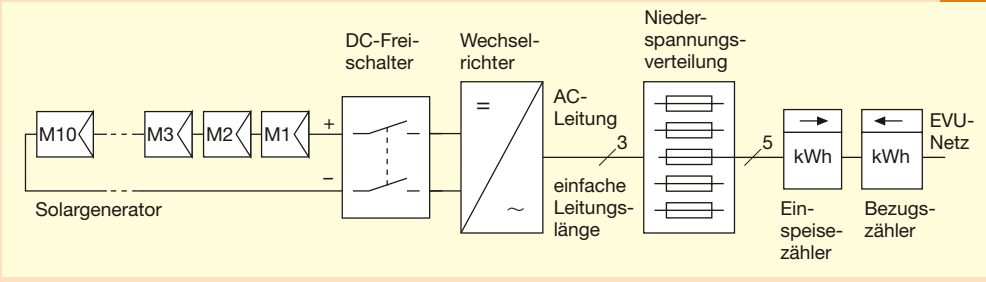 DC-Frei-
schalter
Wechsel-
richter
Nieder-
spannungs-
verteilung
M10
M3
M2
M1
+
−
=
~
AC-
Leitung
3
einfache
Leitungs-
länge
5
kWh
kWh
EVU-
Netz
Solargenerator
Ein-
speise-
zähler
Bezugs-
zähler